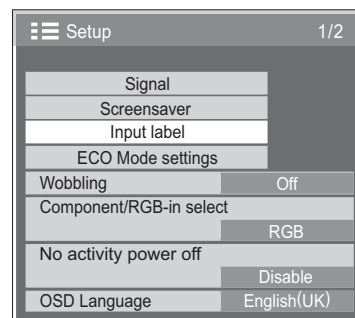 Setup 1/2
Signal
Screensaver
Input label
ECO Mode settings
Wobbling Off
Component/RGB-in select
RGB
No activity power off
Disable
OSD Language English(UK)